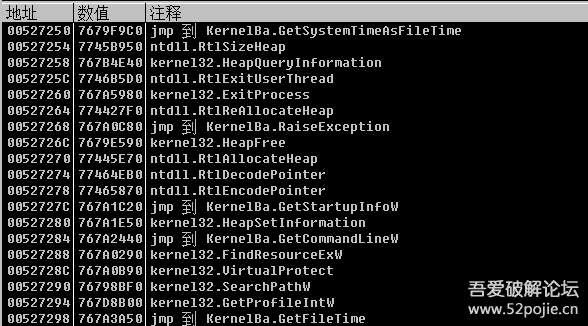 地址 数值 注释
00527250 7679F9C0 jmp 到 KernelBa.GetSystemTimeAsFileTime
00527254 7745B950 ntdll.RtlSizeHeap
00527258 767B4E40 kernel32.HeapQueryInformation
0052725C 7746B5D0 ntdll.RtlExitUserThread
00527260 767A5980 kernel32.ExitProcess
00527264 774427F0 ntdll.RtlReAllocateHeap
00527268 767A0C80 jmp 到 KernelBa.RaiseException
0052726C 7679E590 kernel32.HeapFree
00527270 77445E70 ntdll.RtlAllocateHeap
00527274 77464EB0 ntdll.RtlDecodePointer
00527278 77465870 ntdll.RtlEncodePointer
0052727C 767A1C20 jmp 到 KernelBa.GetStartupInfoW
00527280 767A1E50 kernel32.HeapSetInformation
00527284 767A2440 jmp 到 KernelBa.GetCommandLineW
00527288 767A0290 kernel32.FindResourceExW
0052728C 767A0B90 kernel32.VirtualProtect
00527290 76798BF0 kernel32.SearchPathW
00527294 767D8B00 kernel32.GetProfileIntW
00527298 767A3A50 jmp 到 KernelBa.GetFileTime
吾爱破解论坛
www.52pojie.cn